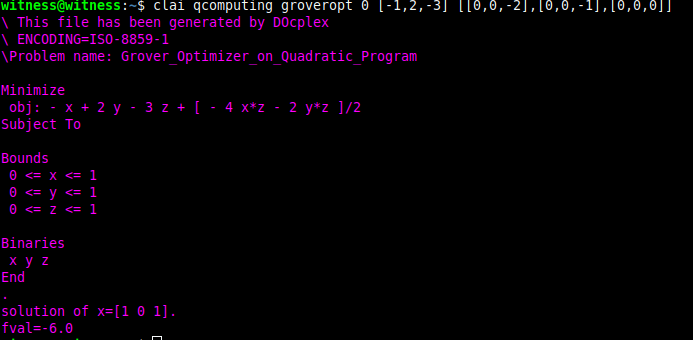 witness@witness:~$ clai qcomputing groveropt 0 [-1,2,-3] [[0,0,-2],[0,0,-1],[0,0,0]]
\ This file has been generated by DOcplex
\ ENCODING=ISO-8859-1
\Problem name: Grover_Optimizer_on_Quadratic_Program
Minimize
obj: - x + 2 y - 3 z + [ - 4 x*z - 2 y*z ]/2
Subject To
Bounds
0 <= x <= 1
0 <= y <= 1
0 <= z <= 1
Binaries
x y z
End
.
solution of x=[1 0 1].
fval=-6.0